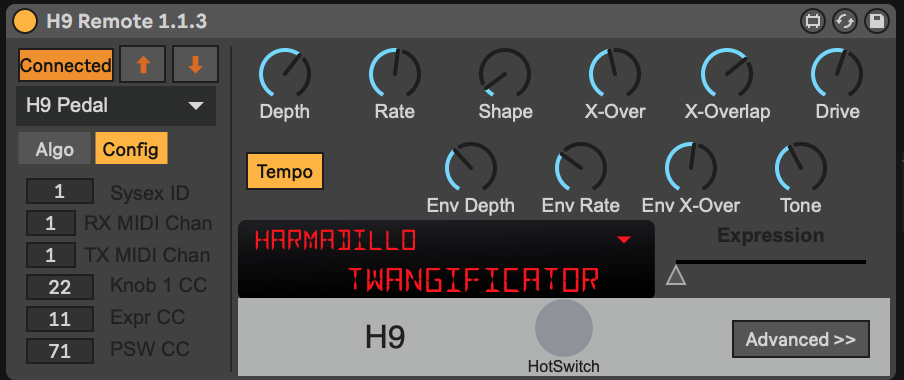 H9 Remote 1.1.3
Connected
H9 Pedal
Algo Config
1 Sysex ID
1 RX MIDI Chan
1 TX MIDI Chan
22 Knob 1 CC
11 Expr CC
71 PSW CC
Depth Rate Shape X-Over X-Overlap Drive
Tempo
Env Depth Env Rate Env X-Over Tone
HARMADILLO
TWANGIFICATOR
Expression
H9
HotSwitch
Advanced >>